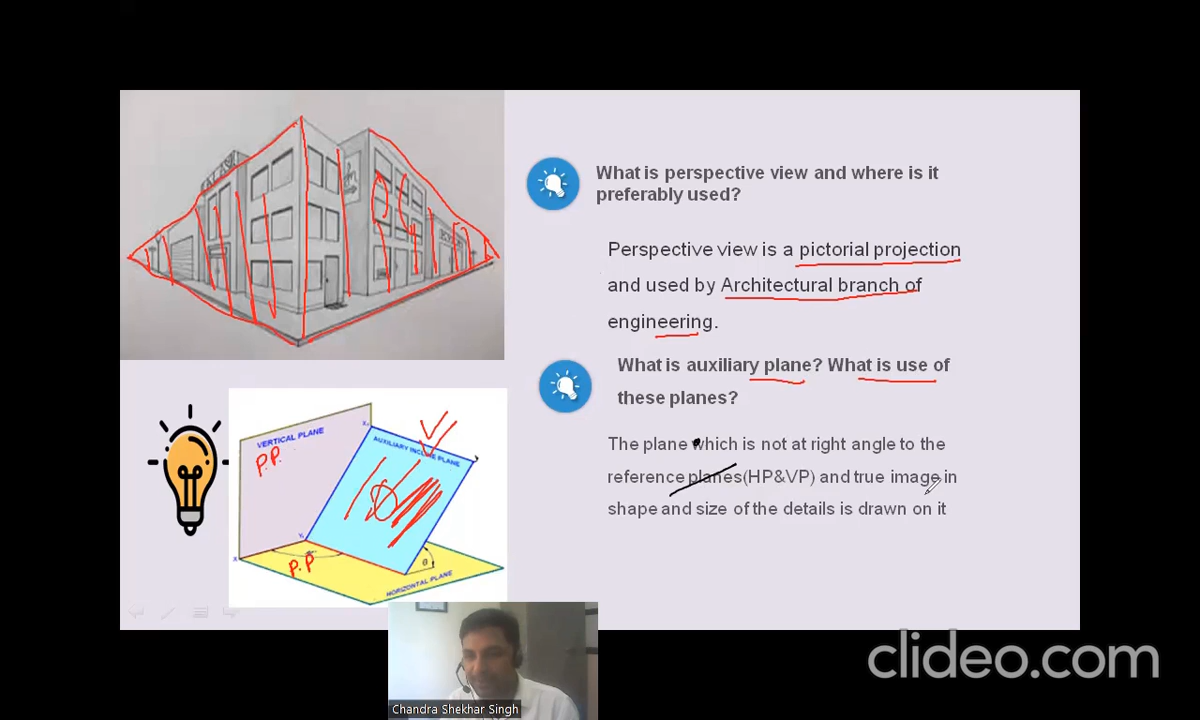 What is perspective view and where is it
preferably used?
Perspective view is a pictorial projection
and used by Architectural branch of
engineering.
What is auxiliary plane? What is use of
these planes?
The plane which is not at right angle to the
reference planes(HP&VP) and true image in
shape and size of the details is drawn on it
VERTICAL PLANE
P.P.
AUXILIARY INCLINE PLANE
P.P
θ
HORIZONTAL PLANE
Chandra Shekhar Singh
clideo.com